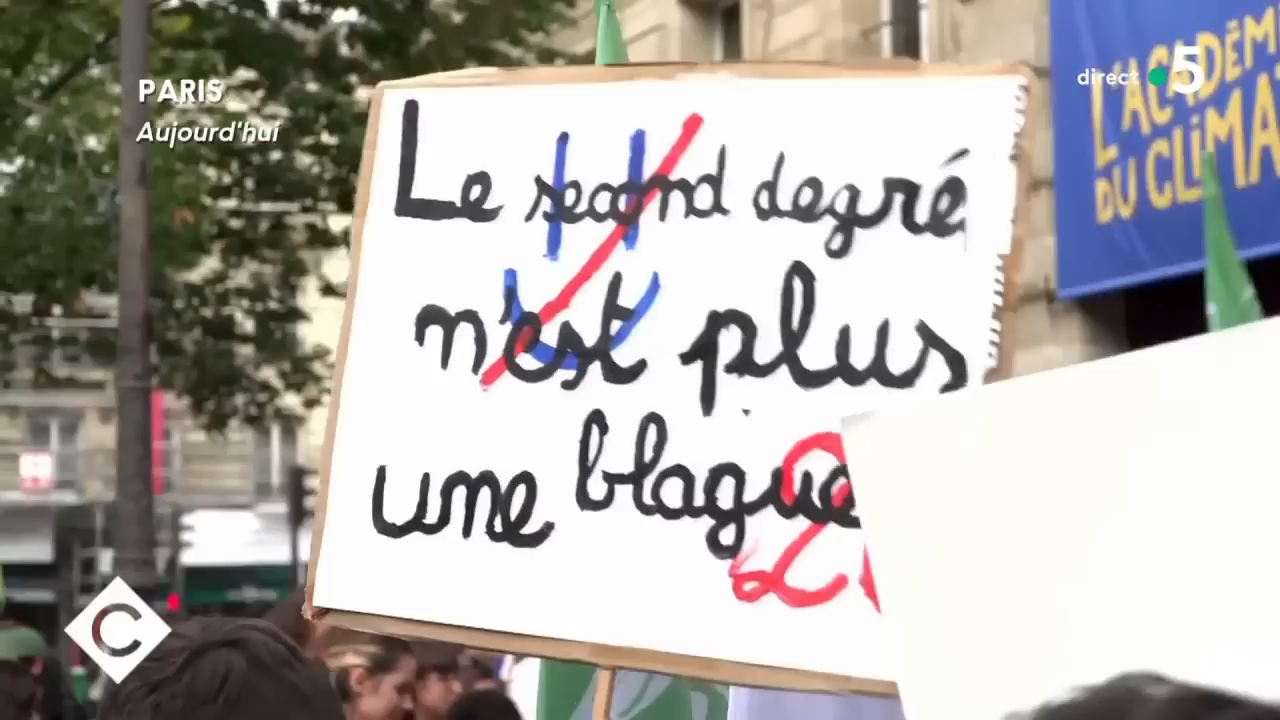 PARIS
Aujourd'hui
direct 5
L'ACADÉM
DU CLIMA
Le second degré
n'est plus
une blague
C